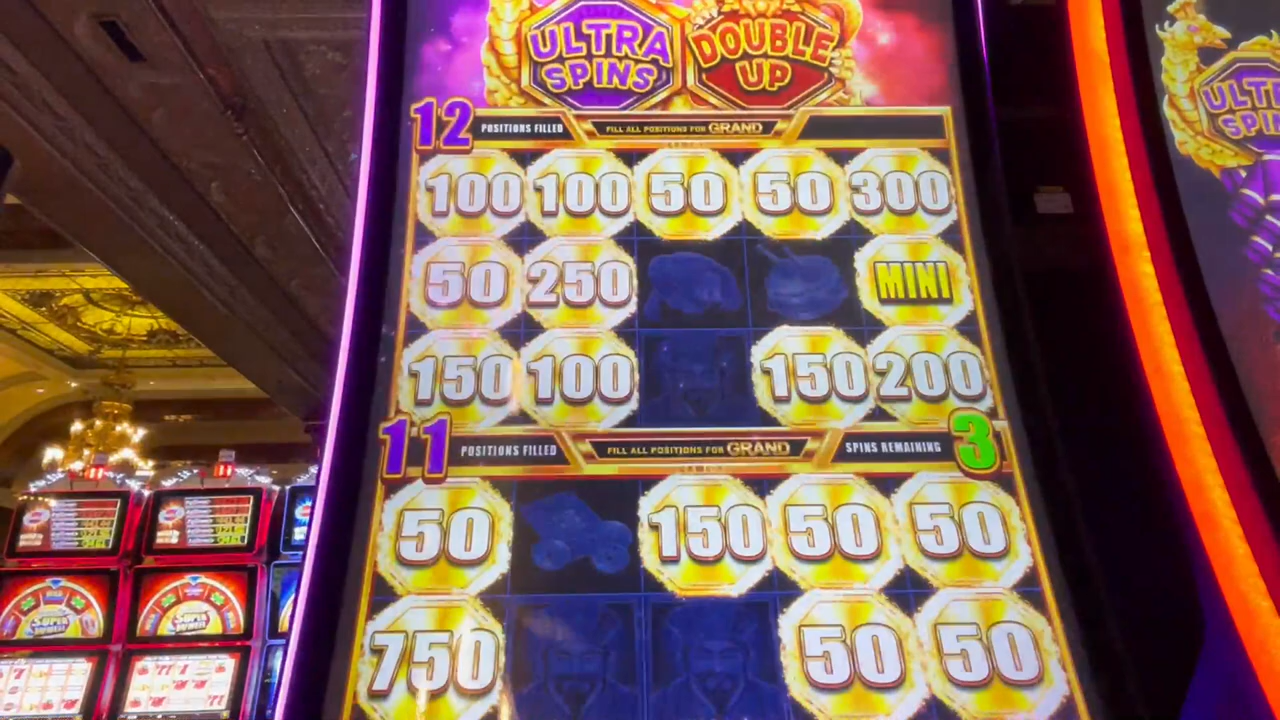 ULTRA SPINS
DOUBLE UP
ULTRA SPINS
12 POSITIONS FILLED FILL ALL POSITIONS FOR GRAND
100 100 50 50 300
50 250 MINI
150 100 150 200
11 POSITIONS FILLED FILL ALL POSITIONS FOR GRAND SPINS REMAINING 3
50 150 50 50
750 50 50